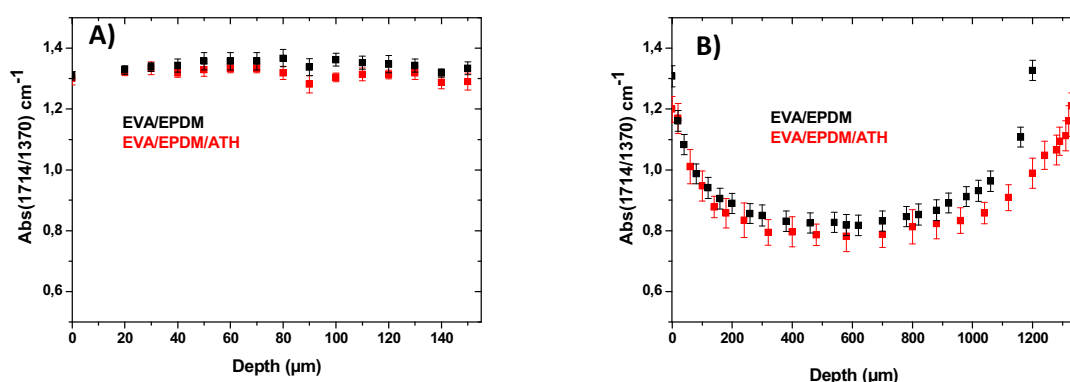 A)
Abs(1714/1370) cm-1
1,4
1,2
1,0
0,8
0,6
EVA/EPDM
EVA/EPDM/ATH
0 20 40 60 80 100 120 140
Depth (µm)
B)
Abs(1714/1370) cm-1
1,4
1,2
1,0
0,8
0,6
EVA/EPDM
EVA/EPDM/ATH
0 200 400 600 800 1000 1200
Depth (µm)